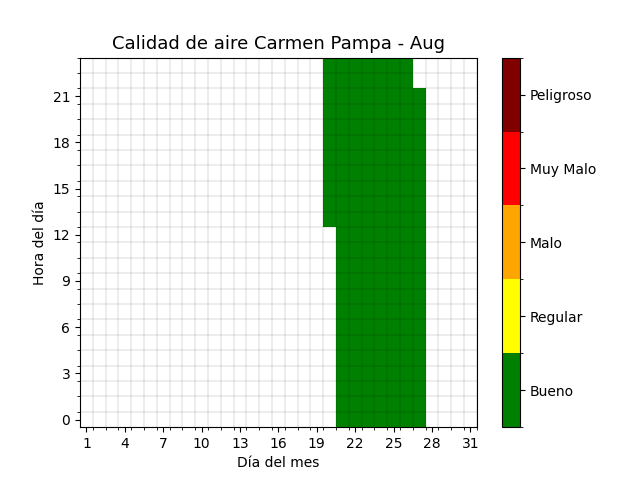 Calidad de aire Carmen Pampa - Aug
Hora del día
21
18
15
12
9
6
3
0
1 4 7 10 13 16 19 22 25 28 31
Día del mes
Peligroso
Muy Malo
Malo
Regular
Bueno